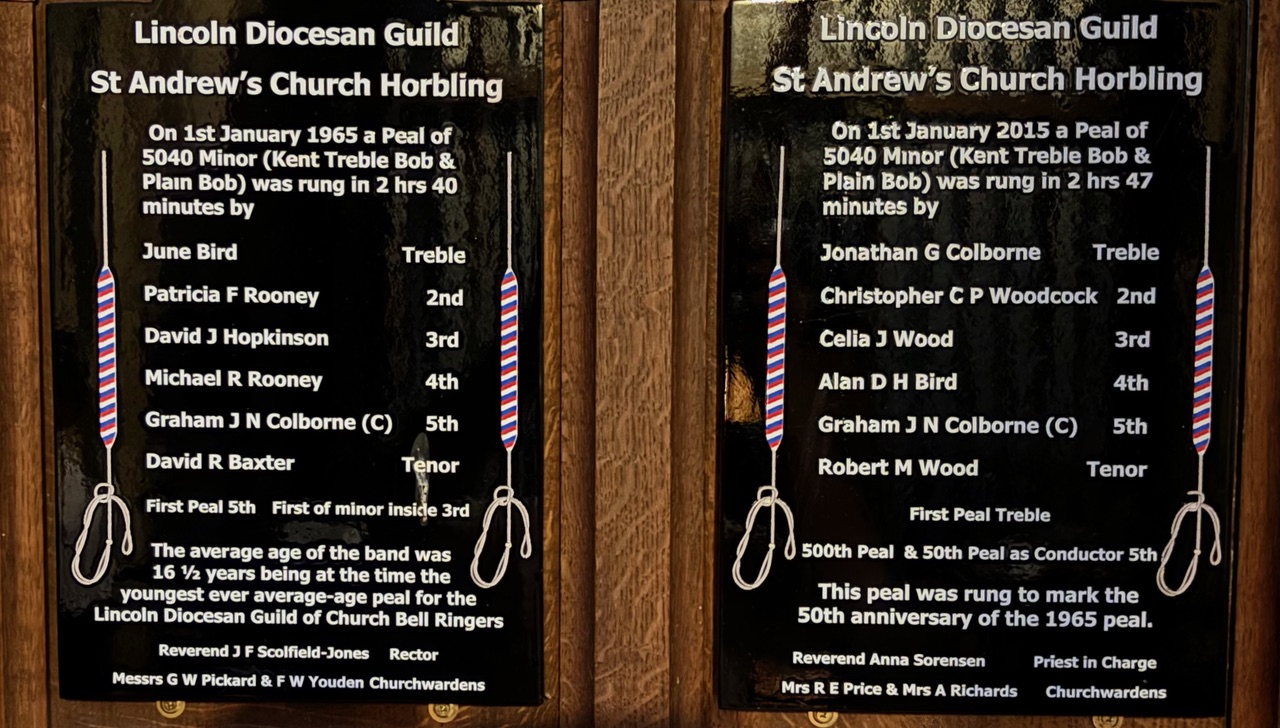 Lincoln Diocesan Guild
St Andrew's Church Horbling
On 1st January 1965 a Peal of
5040 Minor (Kent Treble Bob &
Plain Bob) was rung in 2 hrs 40
minutes by
June Bird Treble
Patricia F Rooney 2nd
David J Hopkinson 3rd
Michael R Rooney 4th
Graham J N Colborne (C) 5th
David R Baxter Tenor
First Peal 5th First of minor inside 3rd
The average age of the band was
16 ½ years being at the time the
youngest ever average-age peal for the
Lincoln Diocesan Guild of Church Bell Ringers
Reverend J F Scolfield-Jones Rector
Messrs G W Pickard & F W Youden Churchwardens
Lincoln Diocesan Guild
St Andrew's Church Horbling
On 1st January 2015 a Peal of
5040 Minor (Kent Treble Bob &
Plain Bob) was rung in 2 hrs 47
minutes by
Jonathan G Colborne Treble
Christopher C P Woodcock 2nd
Celia J Wood 3rd
Alan D H Bird 4th
Graham J N Colborne (C) 5th
Robert M Wood Tenor
First Peal Treble
500th Peal & 50th Peal as Conductor 5th
This peal was rung to mark the
50th anniversary of the 1965 peal.
Reverend Anna Sorensen Priest in Charge
Mrs R E Price & Mrs A Richards Churchwardens